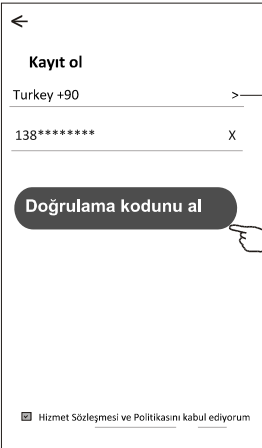 Kayıt ol
Turkey +90 >
138******** X
Doğrulama kodunu al
Hizmet Sözleşmesi ve Politikasını kabul ediyorum